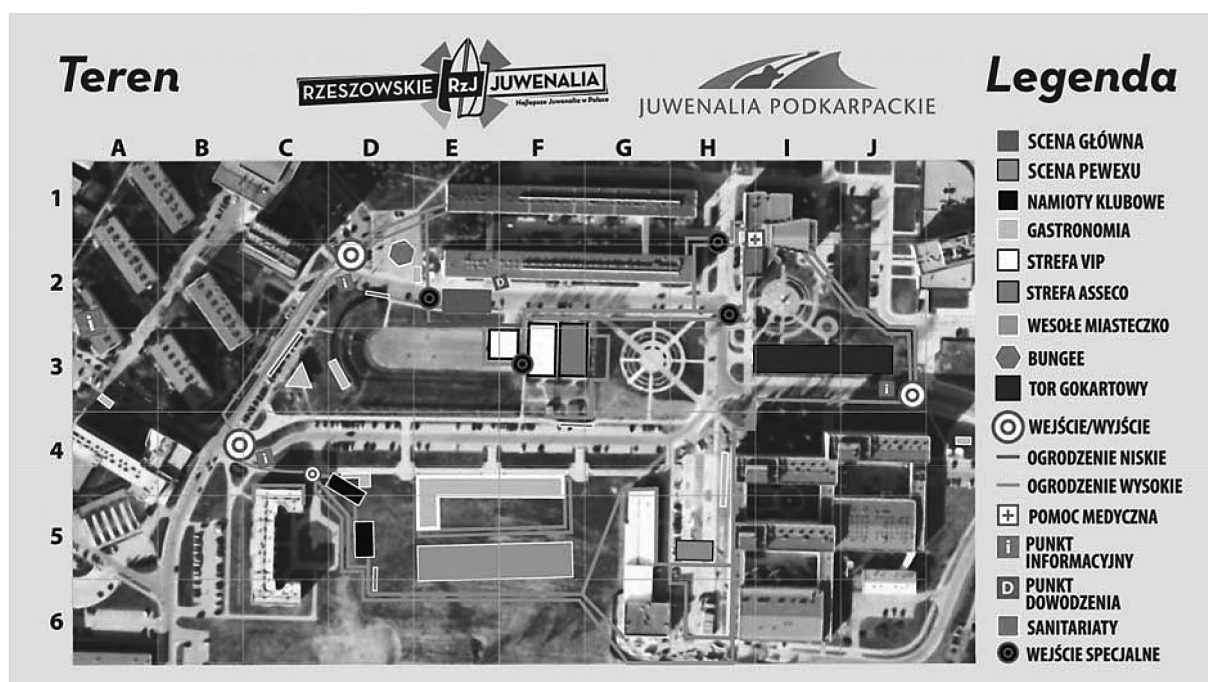 Teren
RZESZOWSKIE RzJ JUWENALIA
Najlepsze Juwenalia w Polsce
JUWENALIA PODKARPACKIE
Legenda
A B C D E F G H I J
1
2
3
4
5
6
i
D
i
i
SCENA GŁÓWNA
SCENA PEWEXU
NAMIOTY KLUBOWE
GASTRONOMIA
STREFA VIP
STREFA ASSECO
WESOŁE MIASTECZKO
BUNGEE
TOR GOKARTOWY
WEJŚCIE/WYJŚCIE
OGRODZENIE NISKIE
OGRODZENIE WYSOKIE
POMOC MEDYCZNA
i PUNKT
INFORMACYJNY
D PUNKT
DOWODZENIA
SANITARIATY
WEJŚCIE SPECJALNE